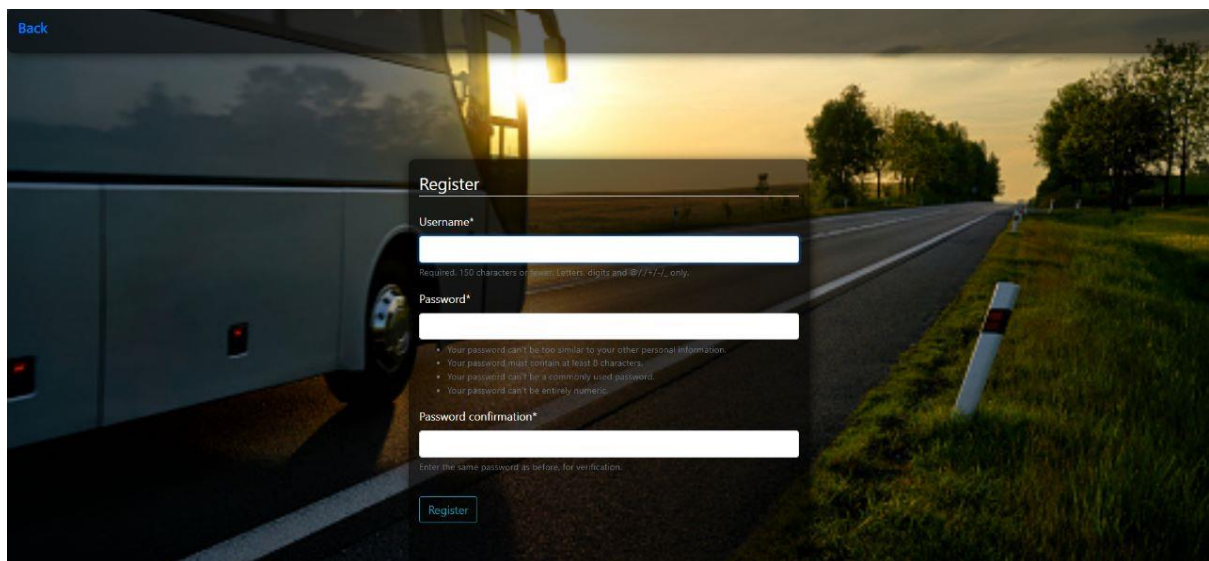 Back
Register
Username*
Required. 150 characters or fewer. Letters, digits and @/./+/-/_ only.
Password*
Your password can't be too similar to your other personal information.
Your password must contain at least 8 characters.
Your password can't be a commonly used password.
Your password can't be entirely numeric.
Password confirmation*
Enter the same password as before, for verification.
Register